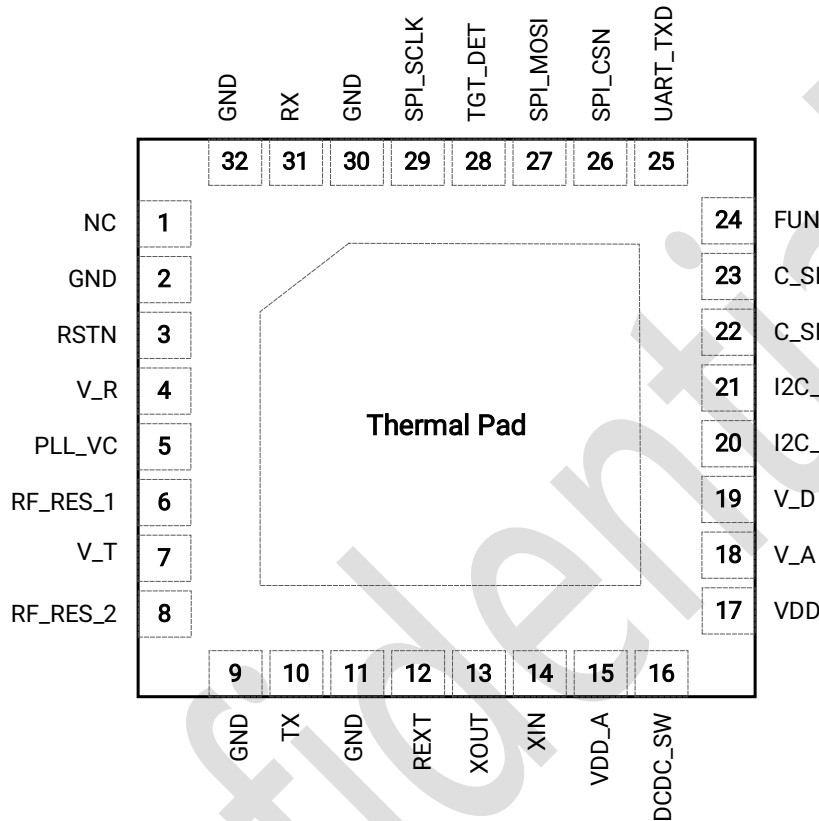 GND RX GND SPI_SCLK TGT_DET SPI_MOSI SPI_CSN UART_TXD
32 31 30 29 28 27 26 25
NC 1
GND 2
RSTN 3
V_R 4
PLL_VC 5
RF_RES_1 6
V_T 7
RF_RES_2 8
Thermal Pad
24 FUN
23
22
21 I2C_
20 I2C_
19 V_D
18 V_A
17 VDD
9 10 11 12 13 14 15 16
GND TX GND REXT XOUT XIN VDD_A DCDC_SW